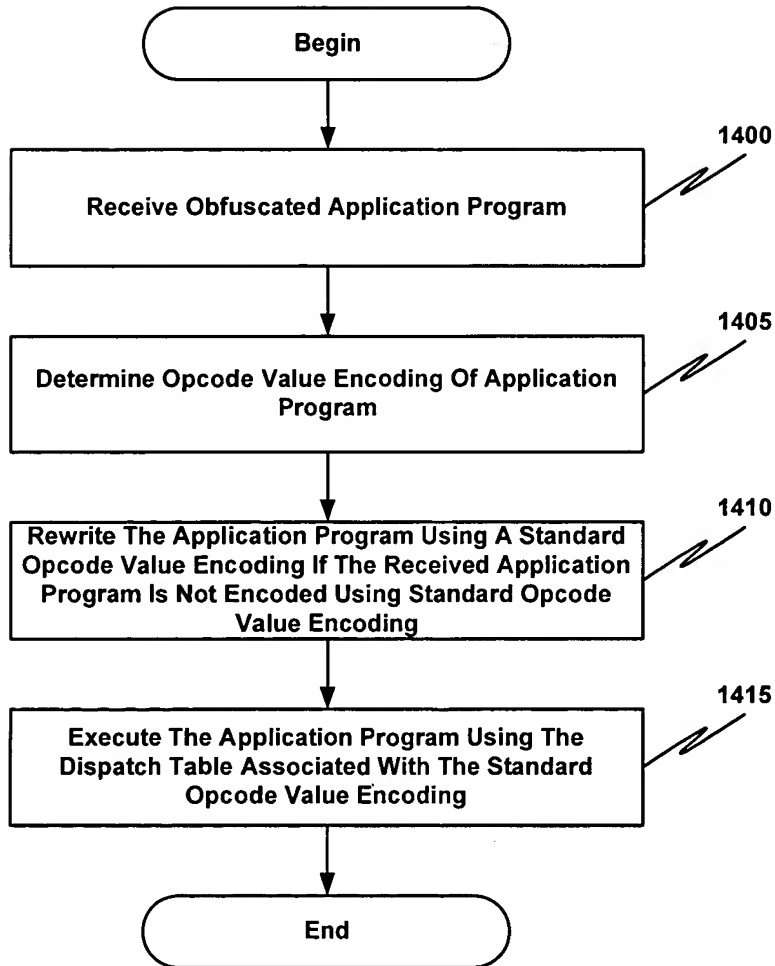 Begin
1400
Receive Obfuscated Application Program
1405
Determine Opcode Value Encoding Of Application
Program
1410
Rewrite The Application Program Using A Standard
Opcode Value Encoding If The Received Application
Program Is Not Encoded Using Standard Opcode
Value Encoding
1415
Execute The Application Program Using The
Dispatch Table Associated With The Standard
Opcode Value Encoding
End